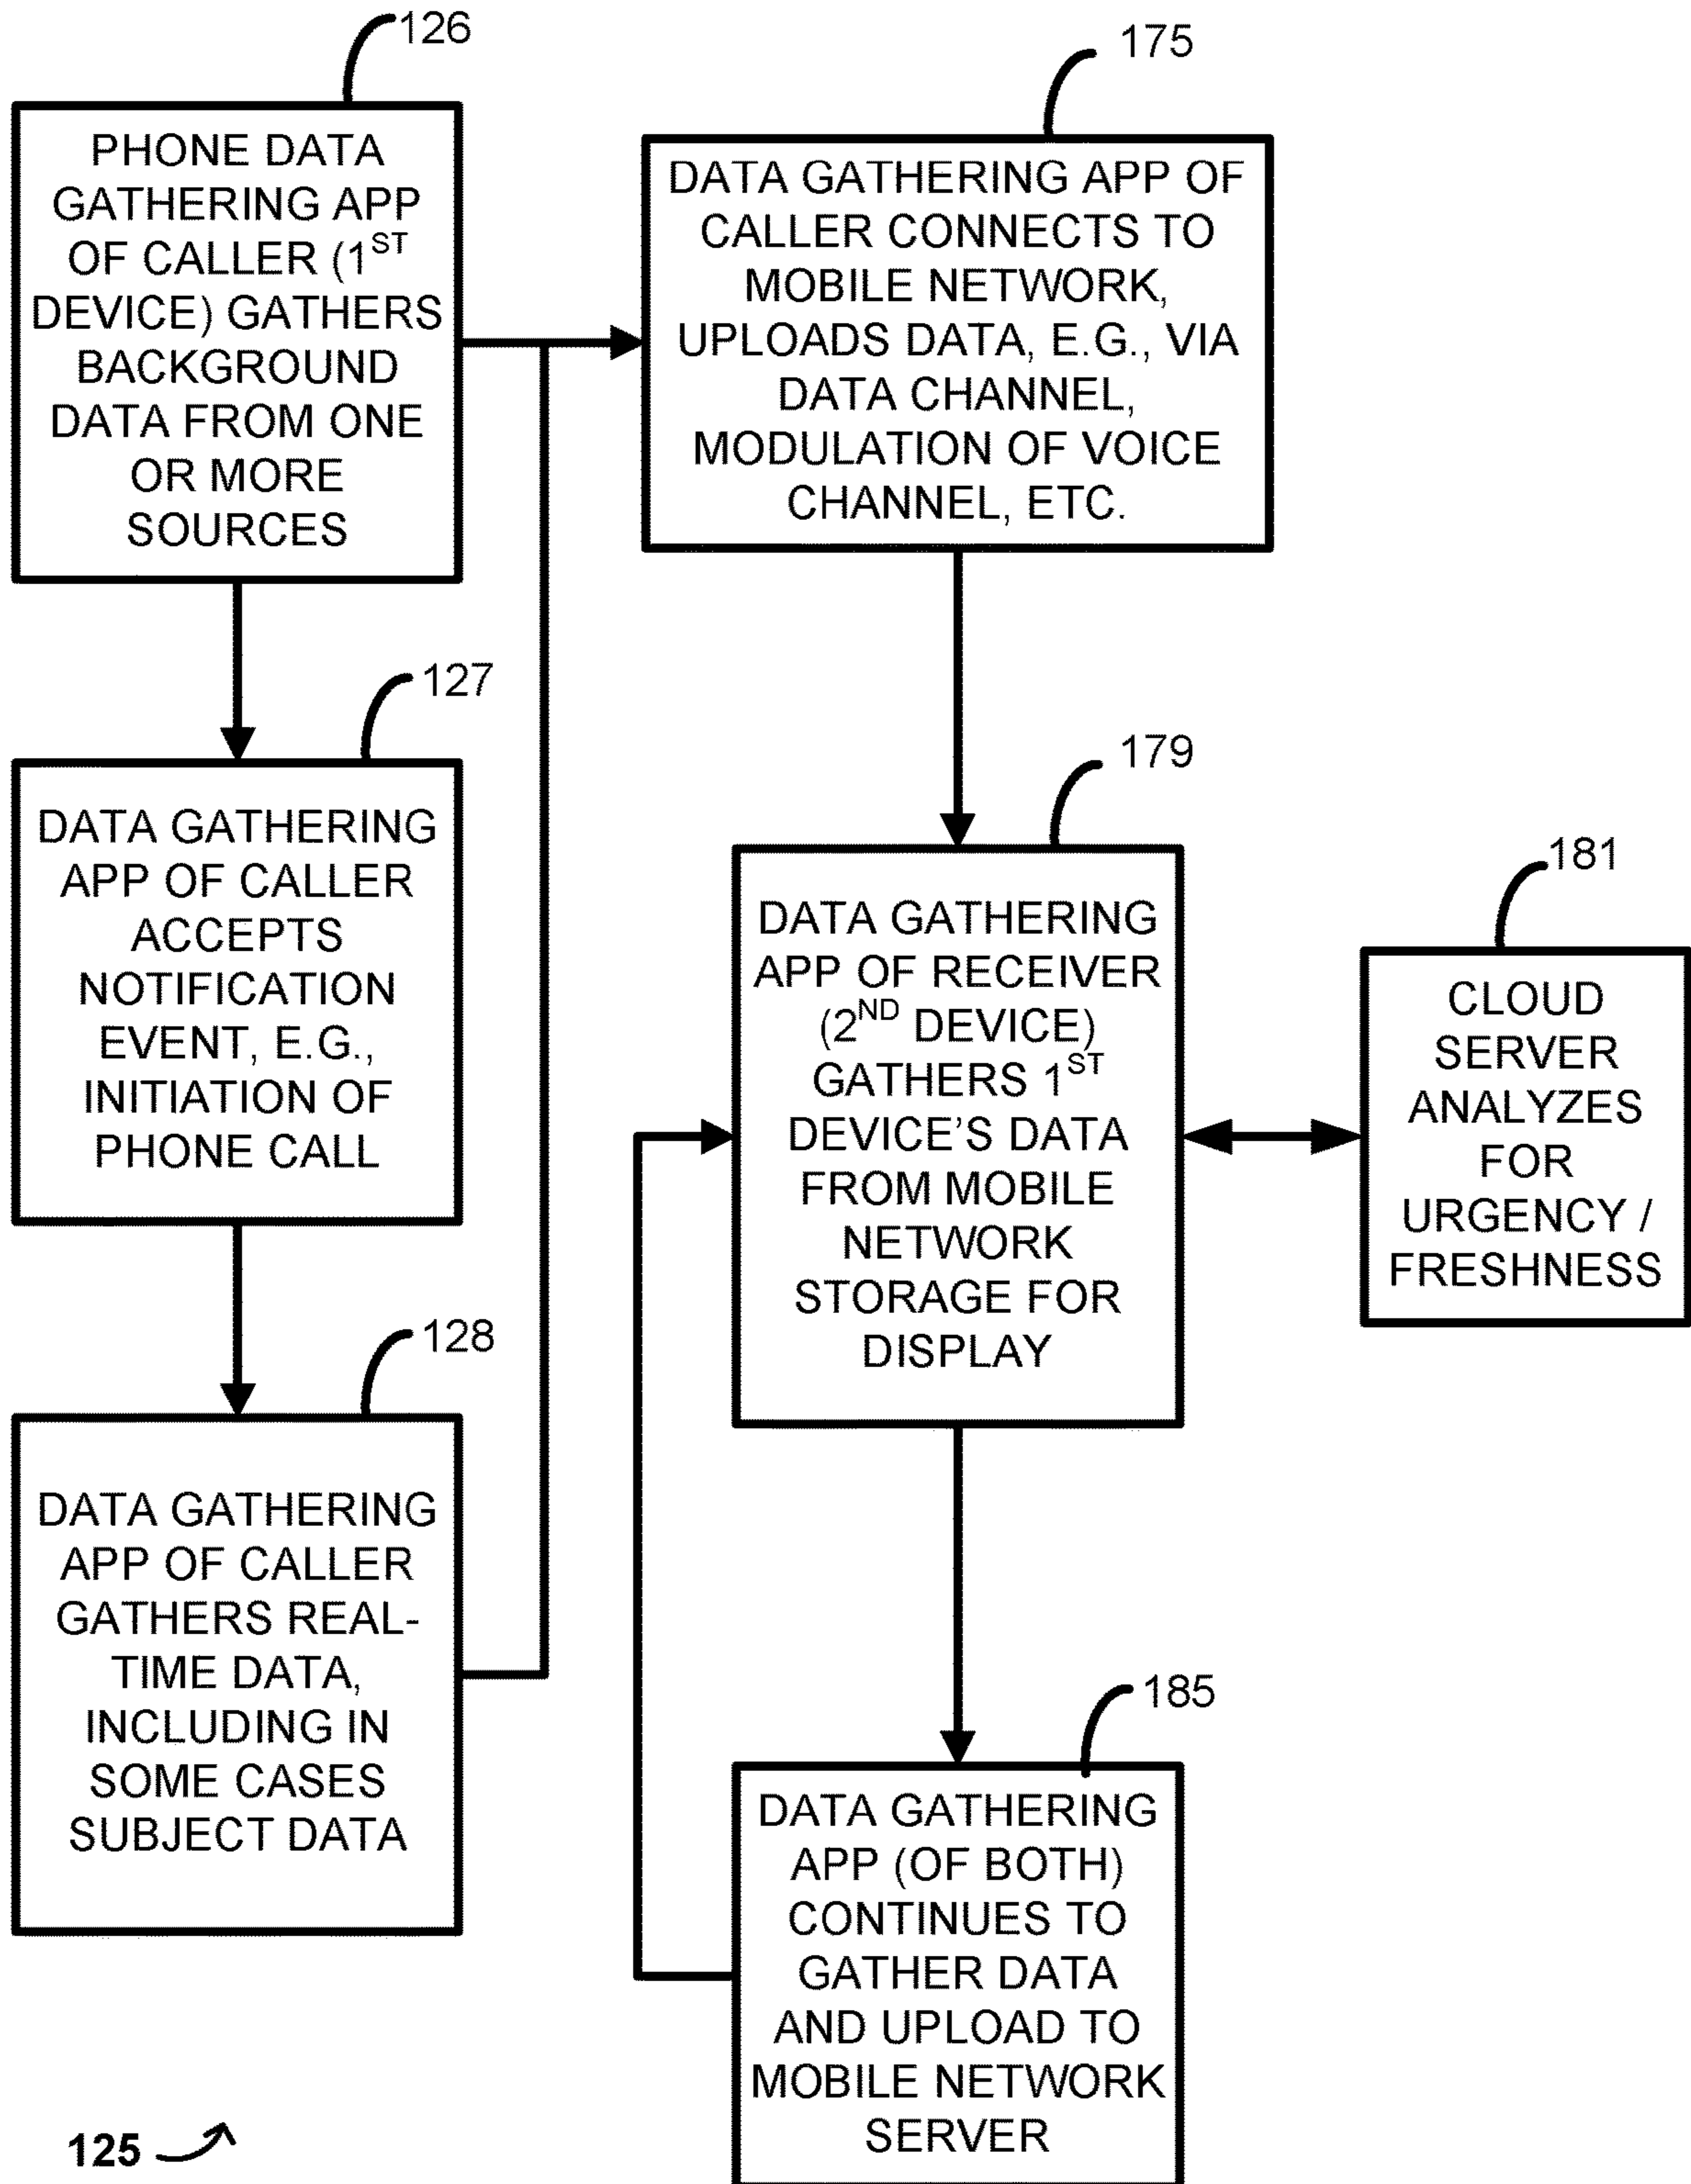 126
PHONE DATA
GATHERING APP
OF CALLER (1ST
DEVICE) GATHERS
BACKGROUND
DATA FROM ONE
OR MORE
SOURCES
127
DATA GATHERING
APP OF CALLER
ACCEPTS
NOTIFICATION
EVENT, E.G.,
INITIATION OF
PHONE CALL
128
DATA GATHERING
APP OF CALLER
GATHERS REAL-
TIME DATA,
INCLUDING IN
SOME CASES
SUBJECT DATA
175
DATA GATHERING APP OF
CALLER CONNECTS TO
MOBILE NETWORK,
UPLOADS DATA, E.G., VIA
DATA CHANNEL,
MODULATION OF VOICE
CHANNEL, ETC.
179
DATA GATHERING
APP OF RECEIVER
(2ND DEVICE)
GATHERS 1ST
DEVICE'S DATA
FROM MOBILE
NETWORK
STORAGE FOR
DISPLAY
181
CLOUD
SERVER
ANALYZES
FOR
URGENCY /
FRESHNESS
185
DATA GATHERING
APP (OF BOTH)
CONTINUES TO
GATHER DATA
AND UPLOAD TO
MOBILE NETWORK
SERVER
125